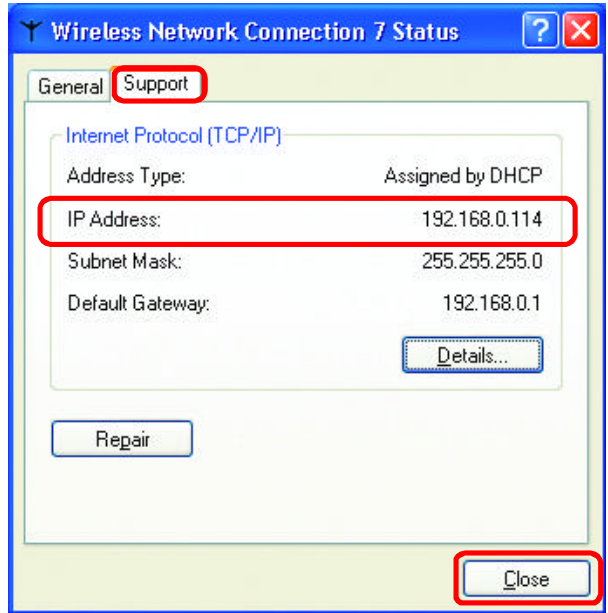 Wireless Network Connection 7 Status
General Support
Internet Protocol (TCP/IP)
Address Type: Assigned by DHCP
IP Address: 192.168.0.114
Subnet Mask: 255.255.255.0
Default Gateway: 192.168.0.1
Details...
Repair
Close